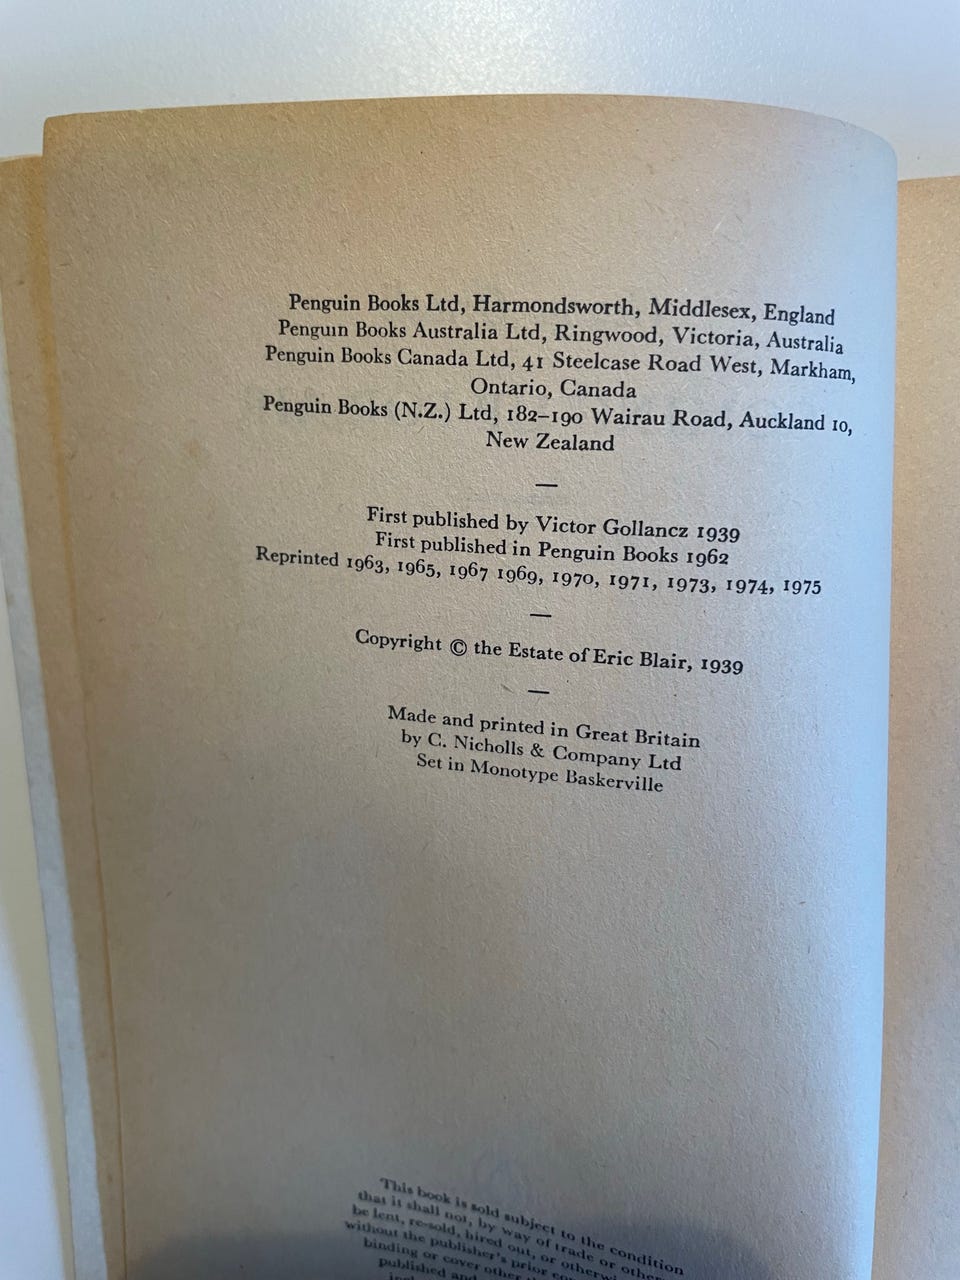 Penguin Books Ltd, Harmondsworth, Middlesex, England
Penguin Books Australia Ltd, Ringwood, Victoria, Australia
Penguin Books Canada Ltd, 41 Steelcase Road West, Markham,
Ontario, Canada
Penguin Books (N.Z.) Ltd, 182–190 Wairau Road, Auckland 10,
New Zealand
—
First published by Victor Gollancz 1939
First published in Penguin Books 1962
Reprinted 1963, 1965, 1967 1969, 1970, 1971, 1973, 1974, 1975
—
Copyright © the Estate of Eric Blair, 1939
—
Made and printed in Great Britain
by C. Nicholls & Company Ltd
Set in Monotype Baskerville
This book is sold subject to the condition
that it shall not, by way of trade or
be lent, re-sold, hired out, or
without the publisher's prior
binding or cover other
published and